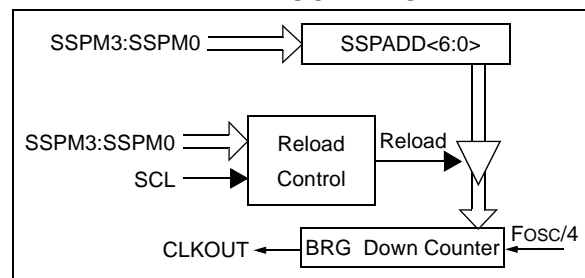 SSPM3:SSPM0
SSPADD<6:0>
SSPM3:SSPM0
SCL
Reload
Control
Reload
CLKOUT
BRG Down Counter
FOSC/4